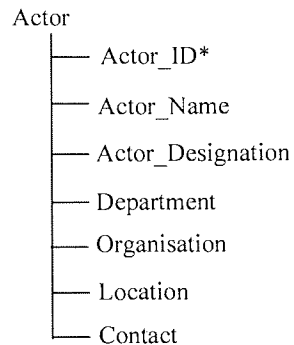 Actor
Actor_ID*
Actor_Name
Actor_Designation
Department
Organisation
Location
Contact